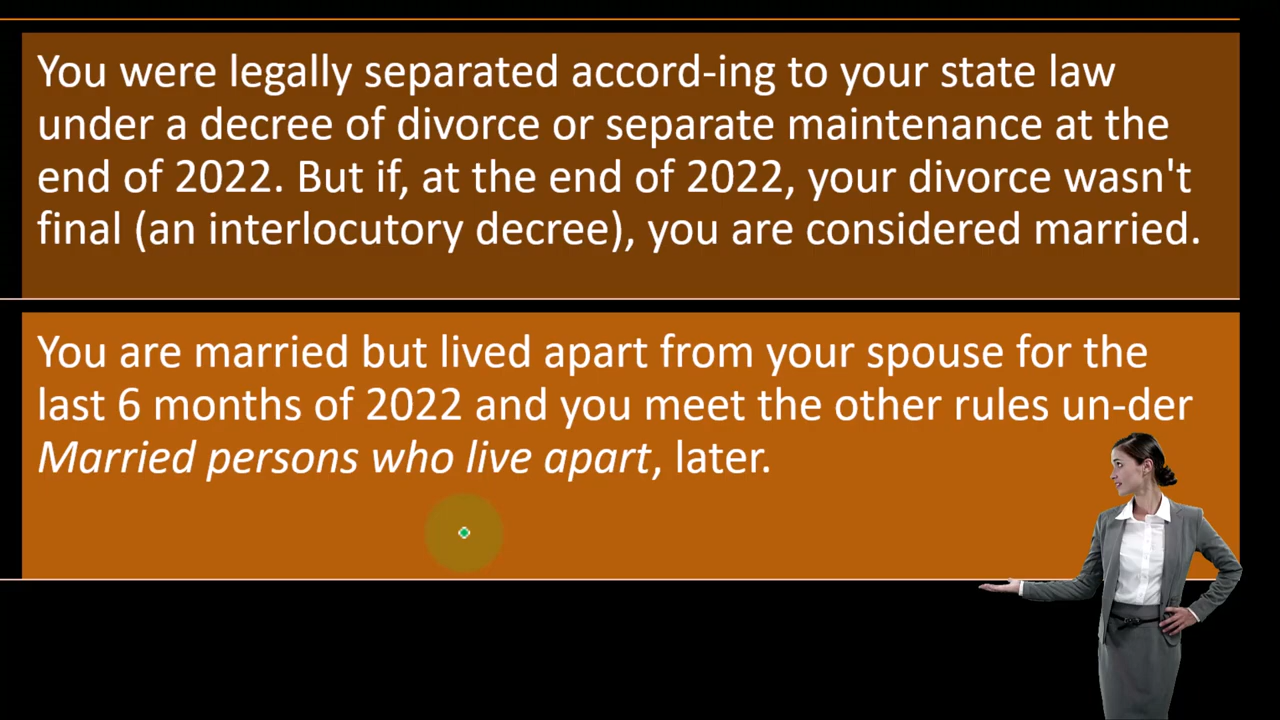 You were legally separated accord-ing to your state law
under a decree of divorce or separate maintenance at the
end of 2022. But if, at the end of 2022, your divorce wasn't
final (an interlocutory decree), you are considered married.
You are married but lived apart from your spouse for the
last 6 months of 2022 and you meet the other rules un-der
Married persons who live apart, later.